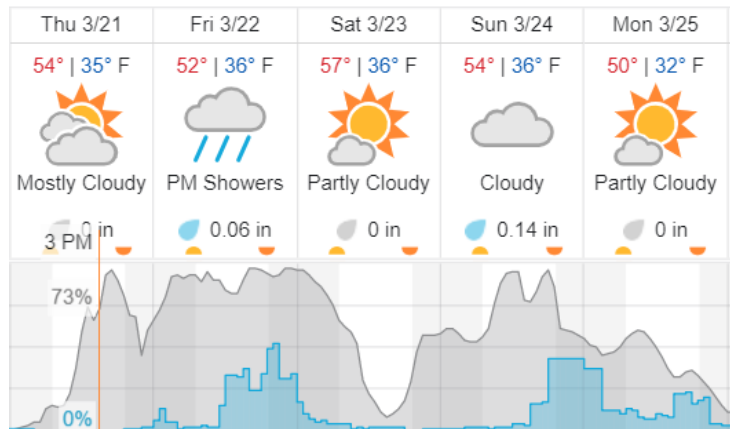 Thu 3/21 Fri 3/22 Sat 3/23 Sun 3/24 Mon 3/25
54° | 35° F 52° | 36° F 57° | 36° F 54° | 36° F 50° | 32° F
Mostly Cloudy PM Showers Partly Cloudy Cloudy Partly Cloudy
0 in 0.06 in 0 in 0.14 in 0 in
3 PM
73%
0%